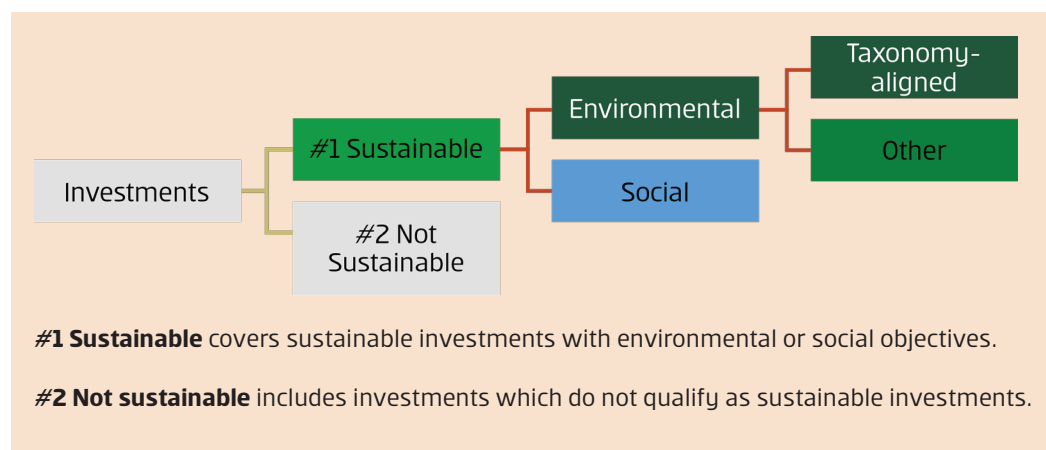 Taxonomy-
aligned
Environmental
#1 Sustainable
Other
Investments
Social
#2 Not
Sustainable
#1 Sustainable covers sustainable investments with environmental or social objectives.
#2 Not sustainable includes investments which do not qualify as sustainable investments.